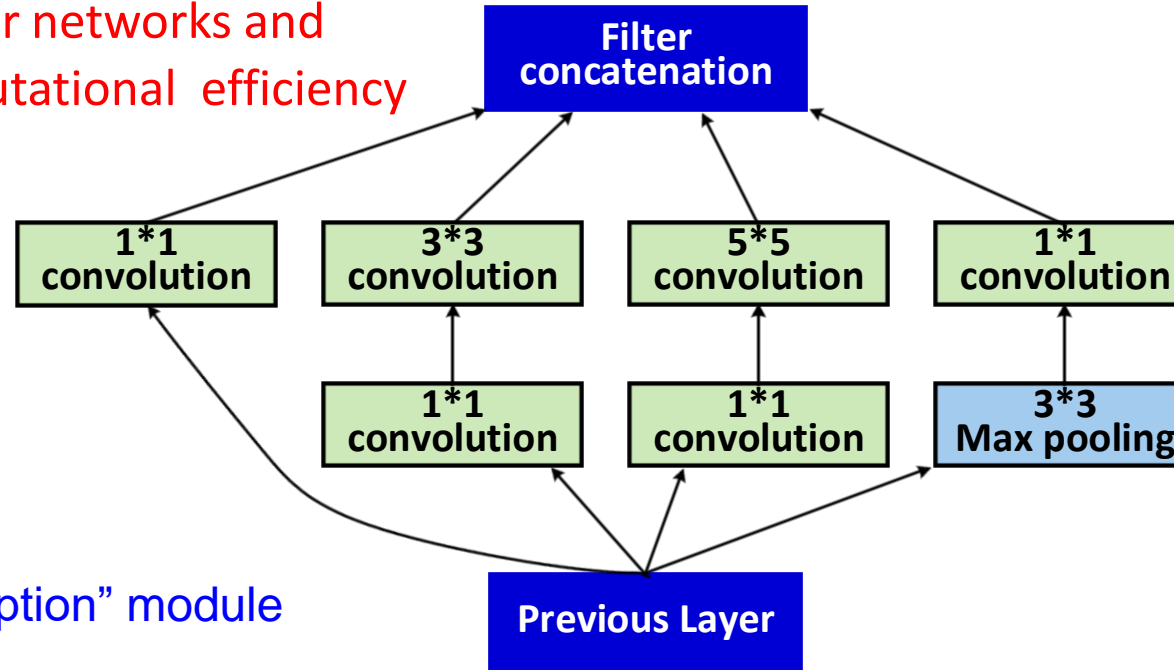 r networks and
utational efficiency
Filter
concatenation
1*1
convolution
3*3
convolution
5*5
convolution
1*1
convolution
1*1
convolution
1*1
convolution
3*3
Max pooling
ption” module
Previous Layer